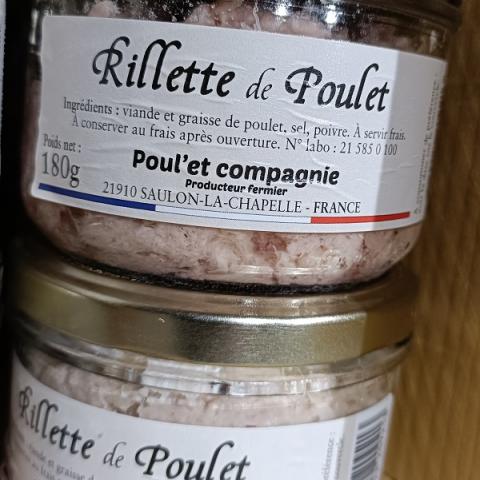 Rillette de Poulet
Ingrédients : viande et graisse de poulet, sel, poivre. À servir frais.
À conserver au frais après ouverture. N° labo : 21 585 0 100
Poids net :
180g
Poul'et compagnie
Producteur fermier
21910 SAULON-LA-CHAPELLE - FRANCE
Rillette de Poulet